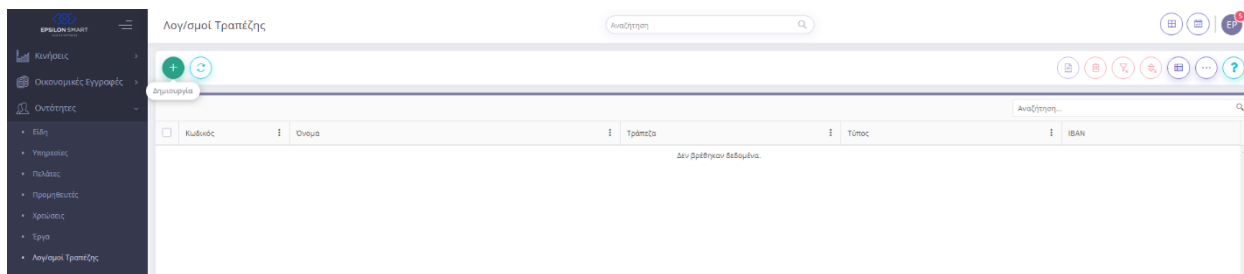 EPSILON SMART
Λογ/σμοί Τραπέζης
Αναζήτηση
EP
5
Κινήσεις
Οικονομικές Εγγραφές
Οντότητες
Είδη
Υπηρεσίες
Πελάτες
Προμηθευτές
Χρεώσεις
Έργα
Λογ/σμοί Τραπέζης
+
?
Δημιουργία
Αναζήτηση...
Κωδικός
Όνομα
Τράπεζα
Τύπος
IBAN
Δεν βρέθηκαν δεδομένα.